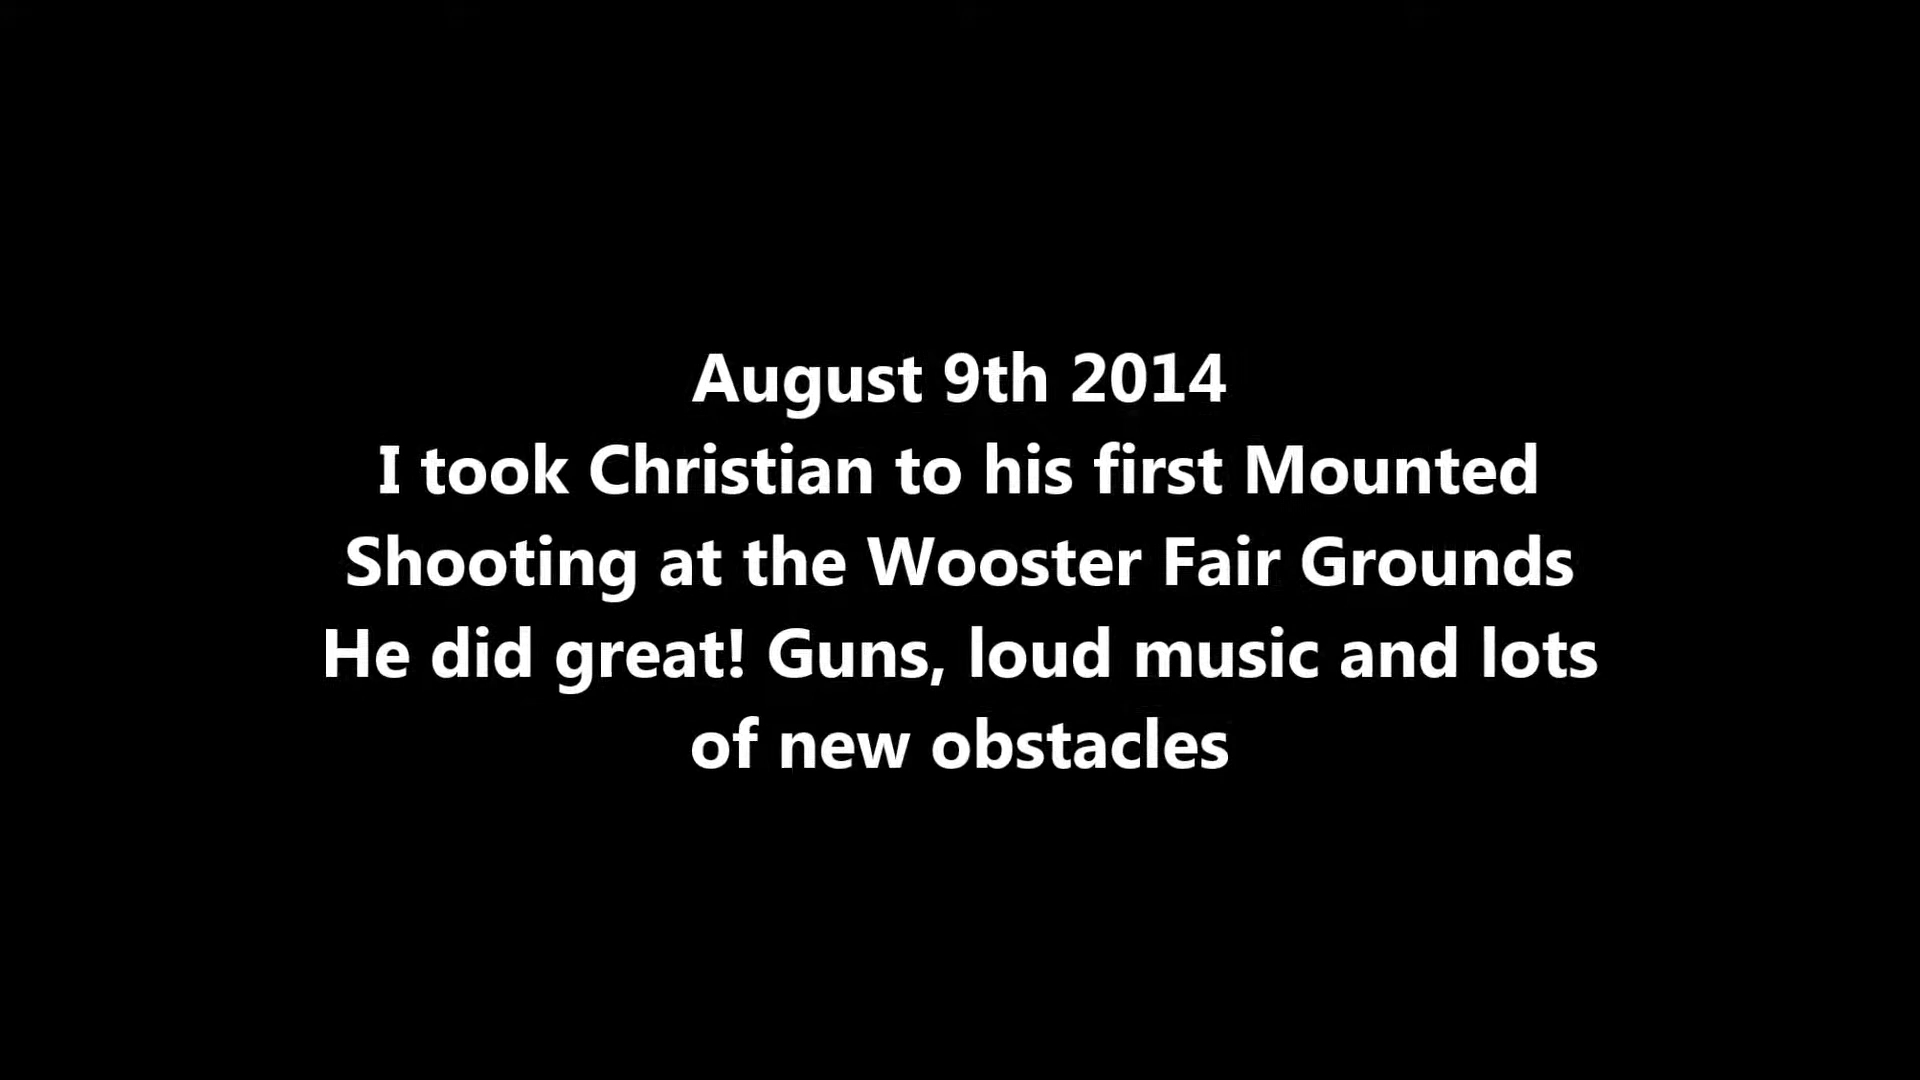 August 9th 2014
I took Christian to his first Mounted
Shooting at the Wooster Fair Grounds
He did great! Guns, loud music and lots
of new obstacles